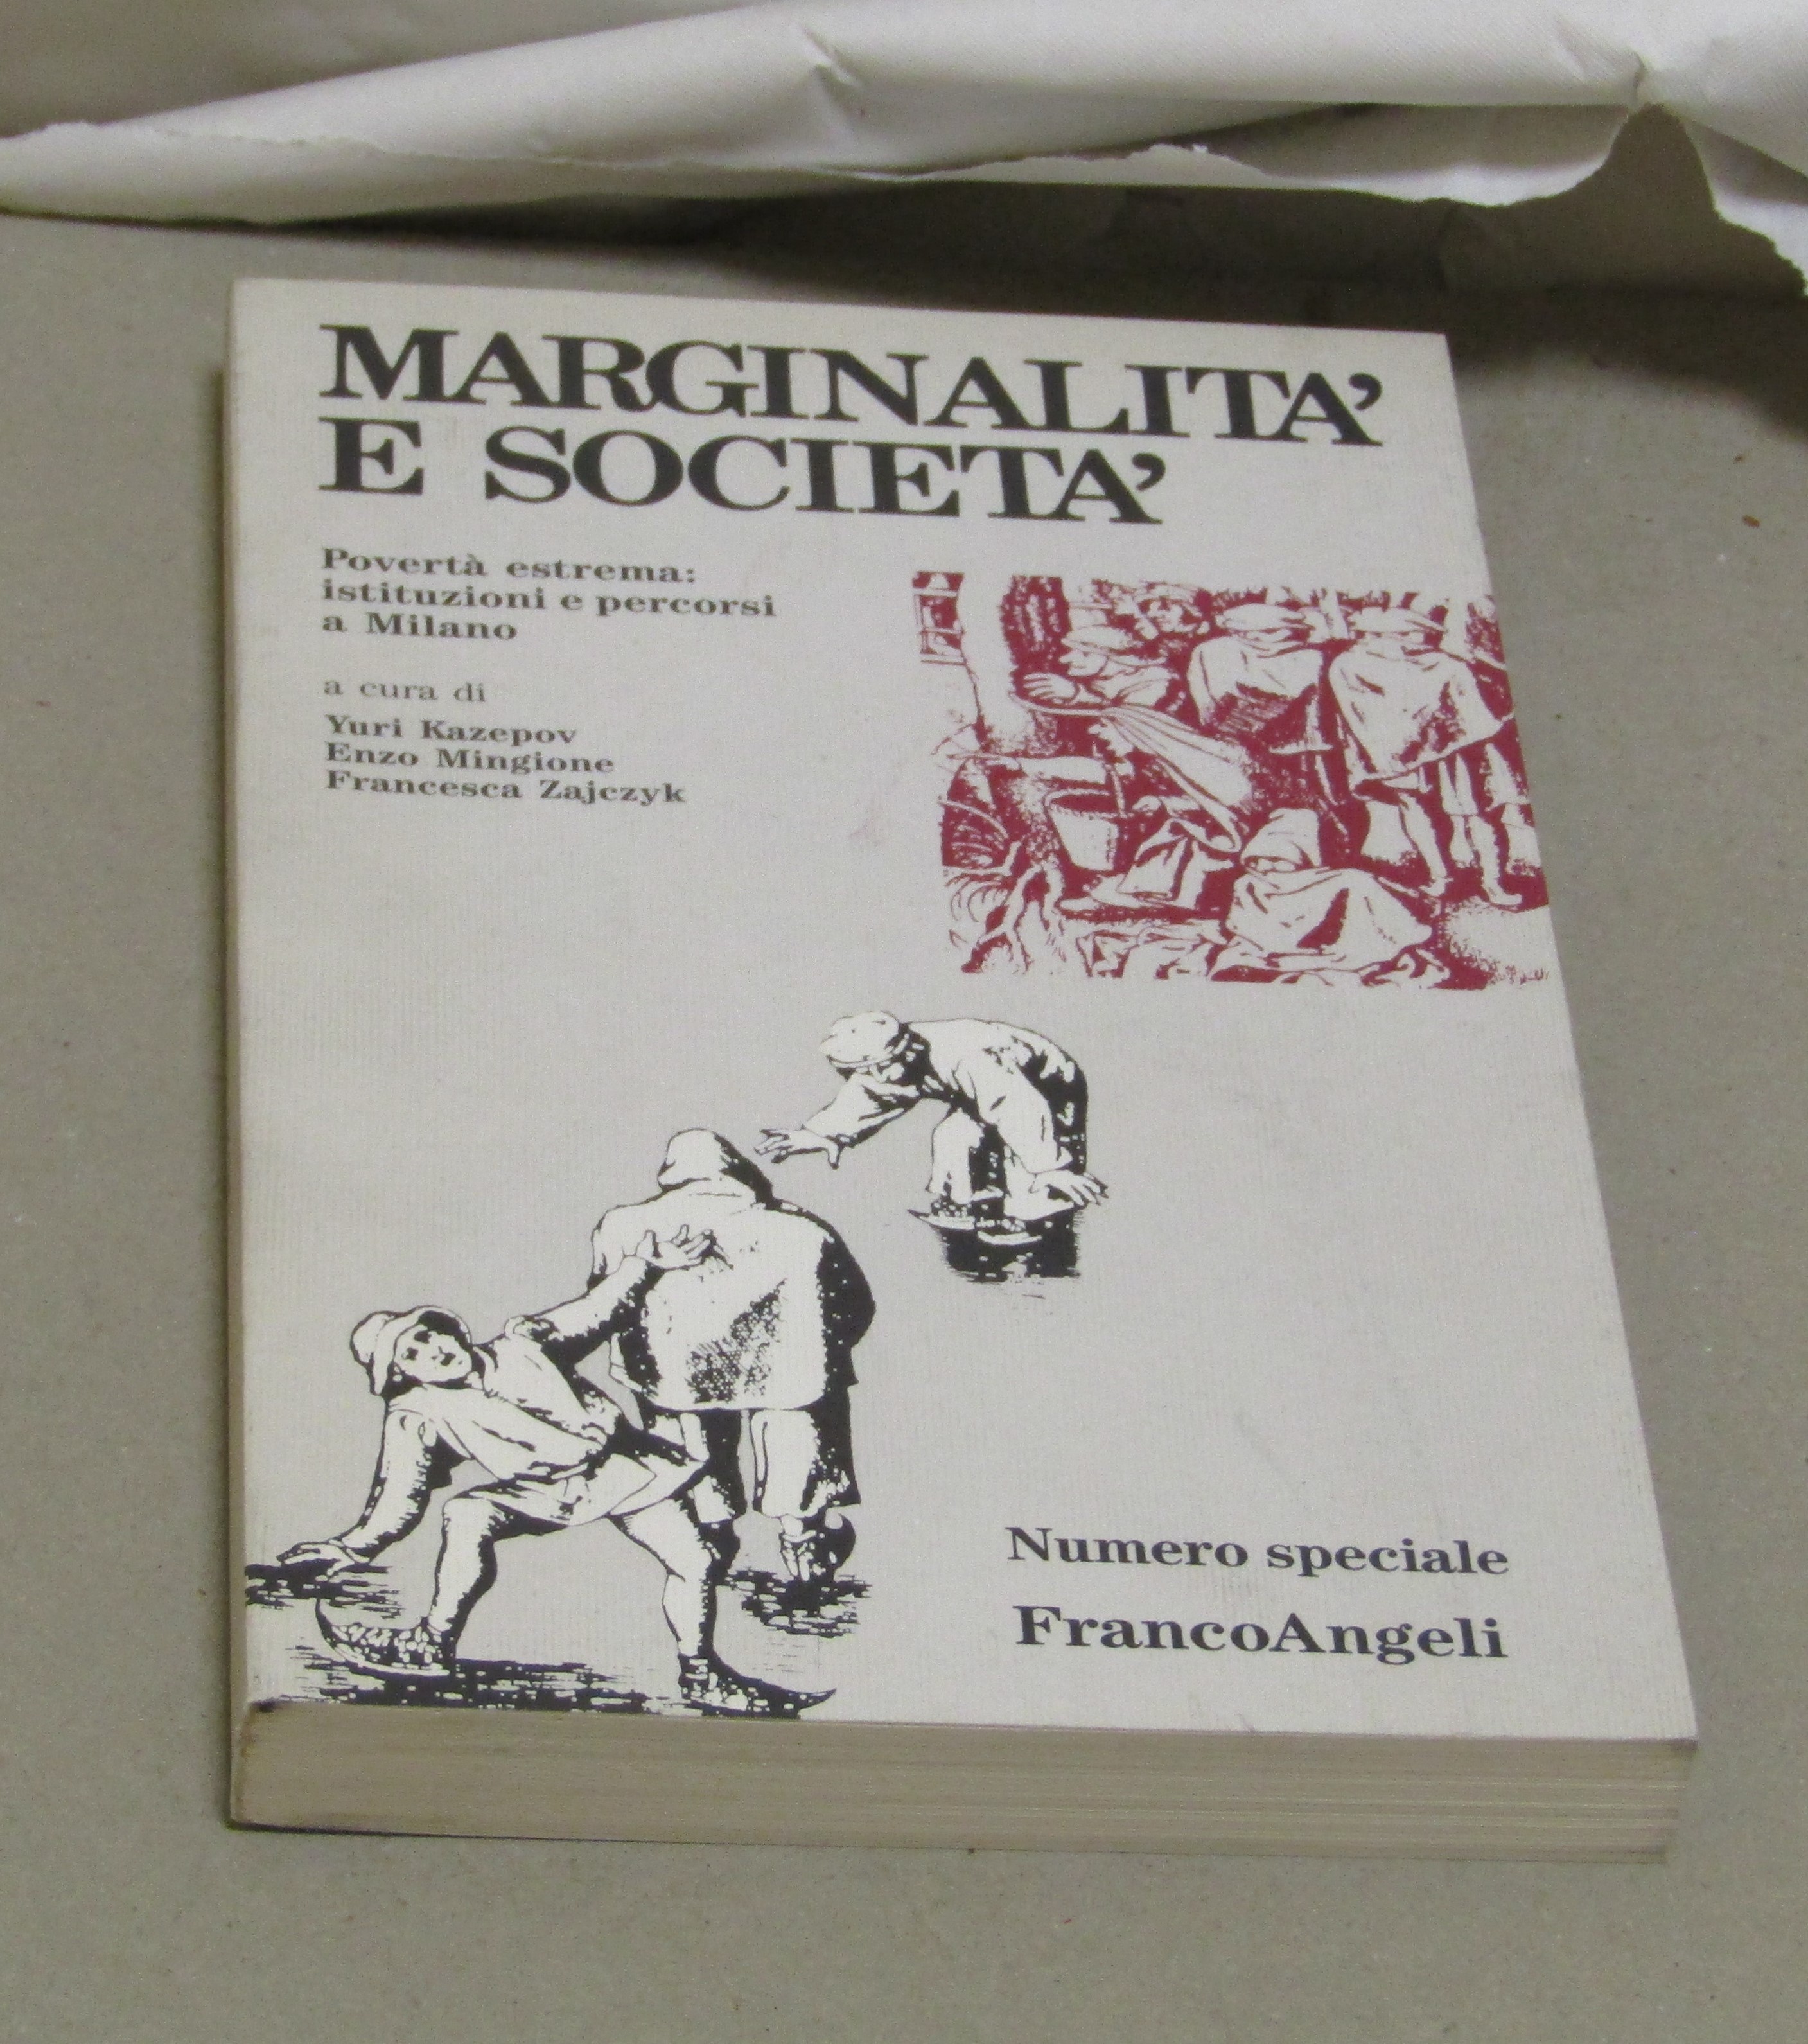 MARGINALITA’
E SOCIETA’
Povertà estrema:
istituzioni e percorsi
a Milano
a cura di
Yuri Kazepov
Enzo Mingione
Francesca Zajczyk
Numero speciale
FrancoAngeli